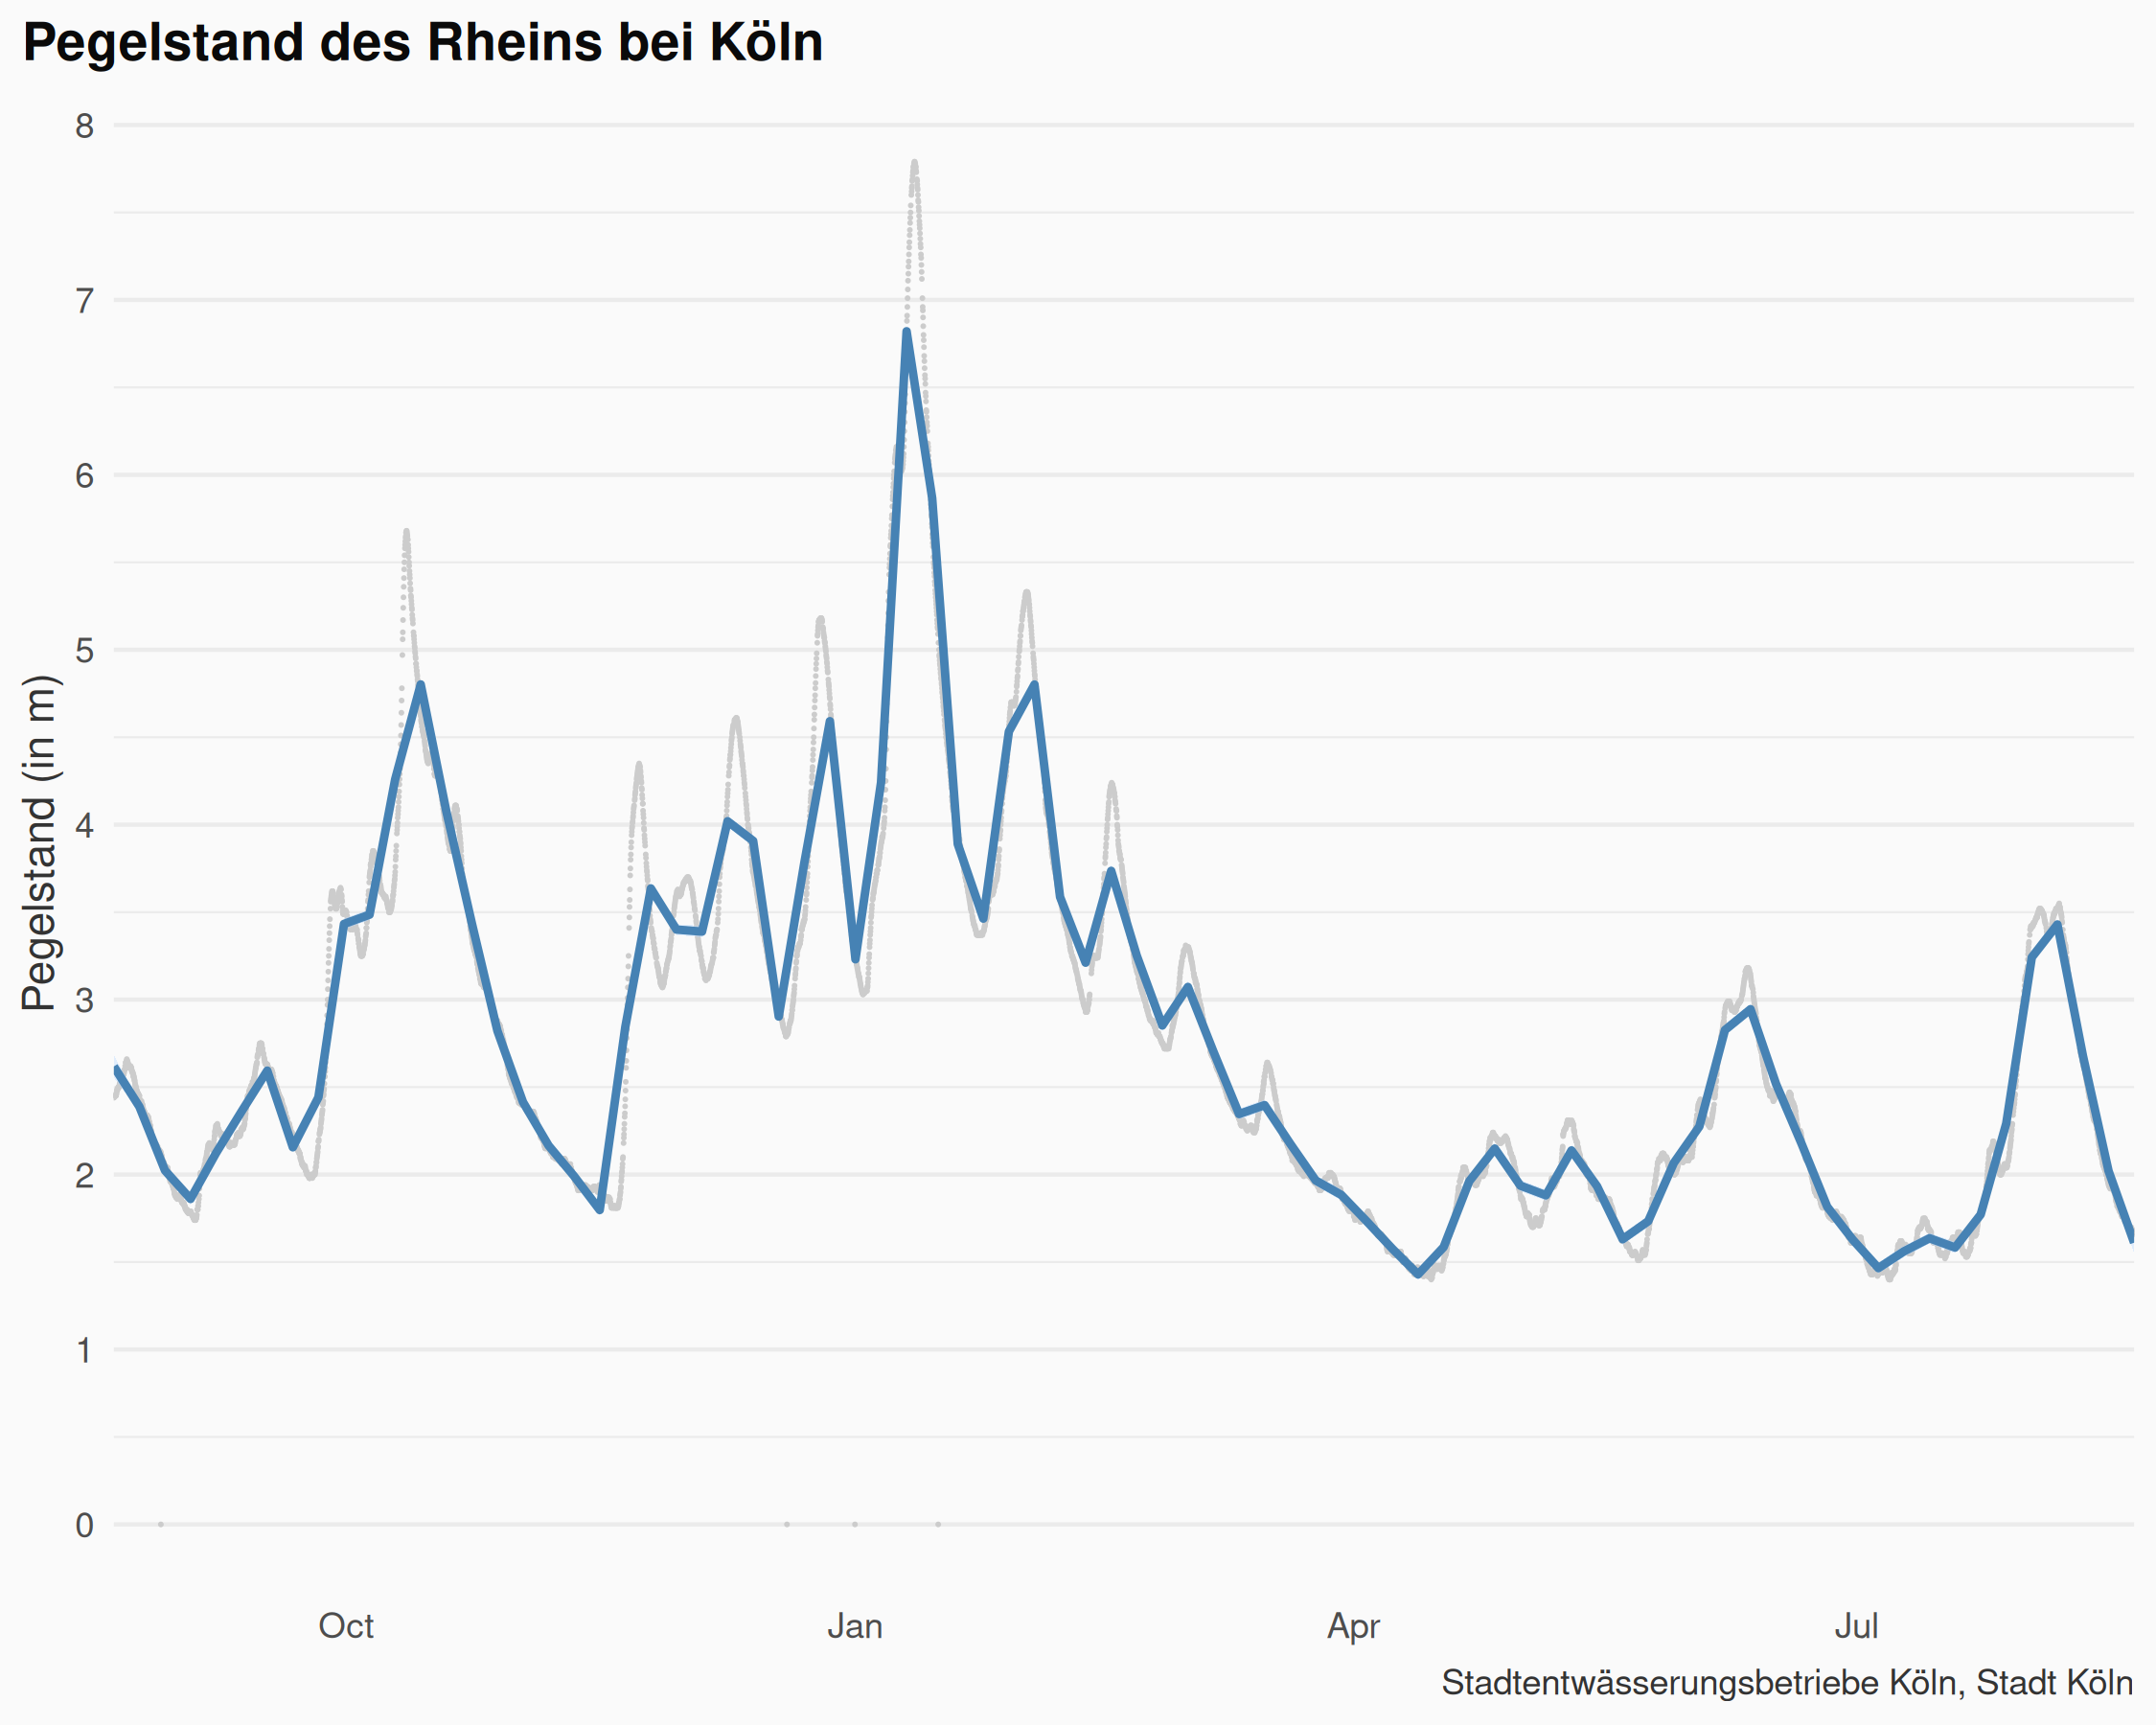 Pegelstand des Rheins bei Köln
Pegelstand (in m)
8
7
6
5
4
3
2
1
0
Oct Jan Apr Jul
Stadtentwässerungsbetriebe Köln, Stadt Köln